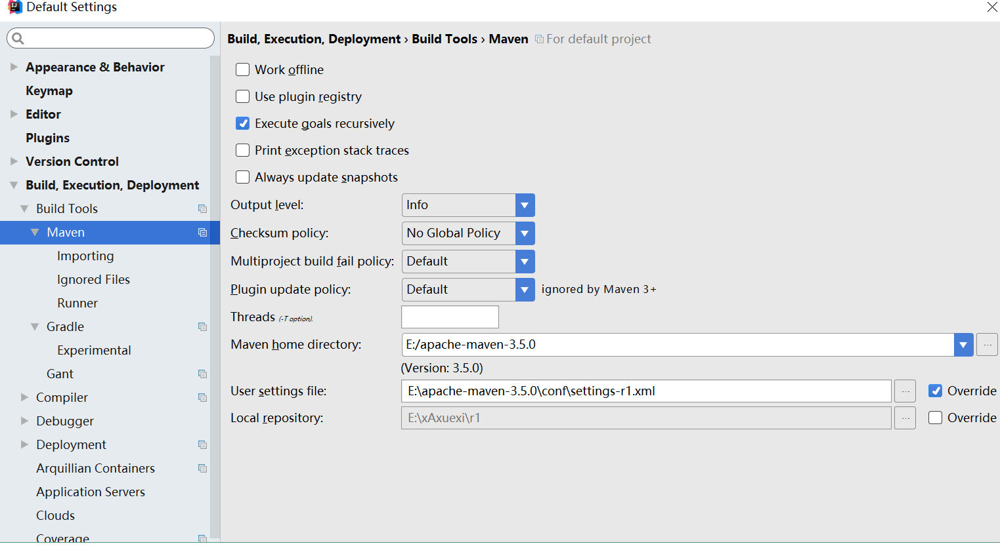 Default Settings
Build, Execution, Deployment › Build Tools › Maven For default project
Appearance & Behavior
Keymap
Editor
Plugins
Version Control
Build, Execution, Deployment
Build Tools
Maven
Importing
Ignored Files
Runner
Gradle
Experimental
Gant
Compiler
Debugger
Deployment
Arquillian Containers
Application Servers
Clouds
Coverage
Work offline
Use plugin registry
Execute goals recursively
Print exception stack traces
Always update snapshots
Output level: Info
Checksum policy: No Global Policy
Multiproject build fail policy: Default
Plugin update policy: Default ignored by Maven 3+
Threads (-T option).
Maven home directory: E:/apache-maven-3.5.0 ...
(Version: 3.5.0)
User settings file: E:\apache-maven-3.5.0\conf\settings-r1.xml ... Override
Local repository: E:\xAxuexi\r1 ... Override